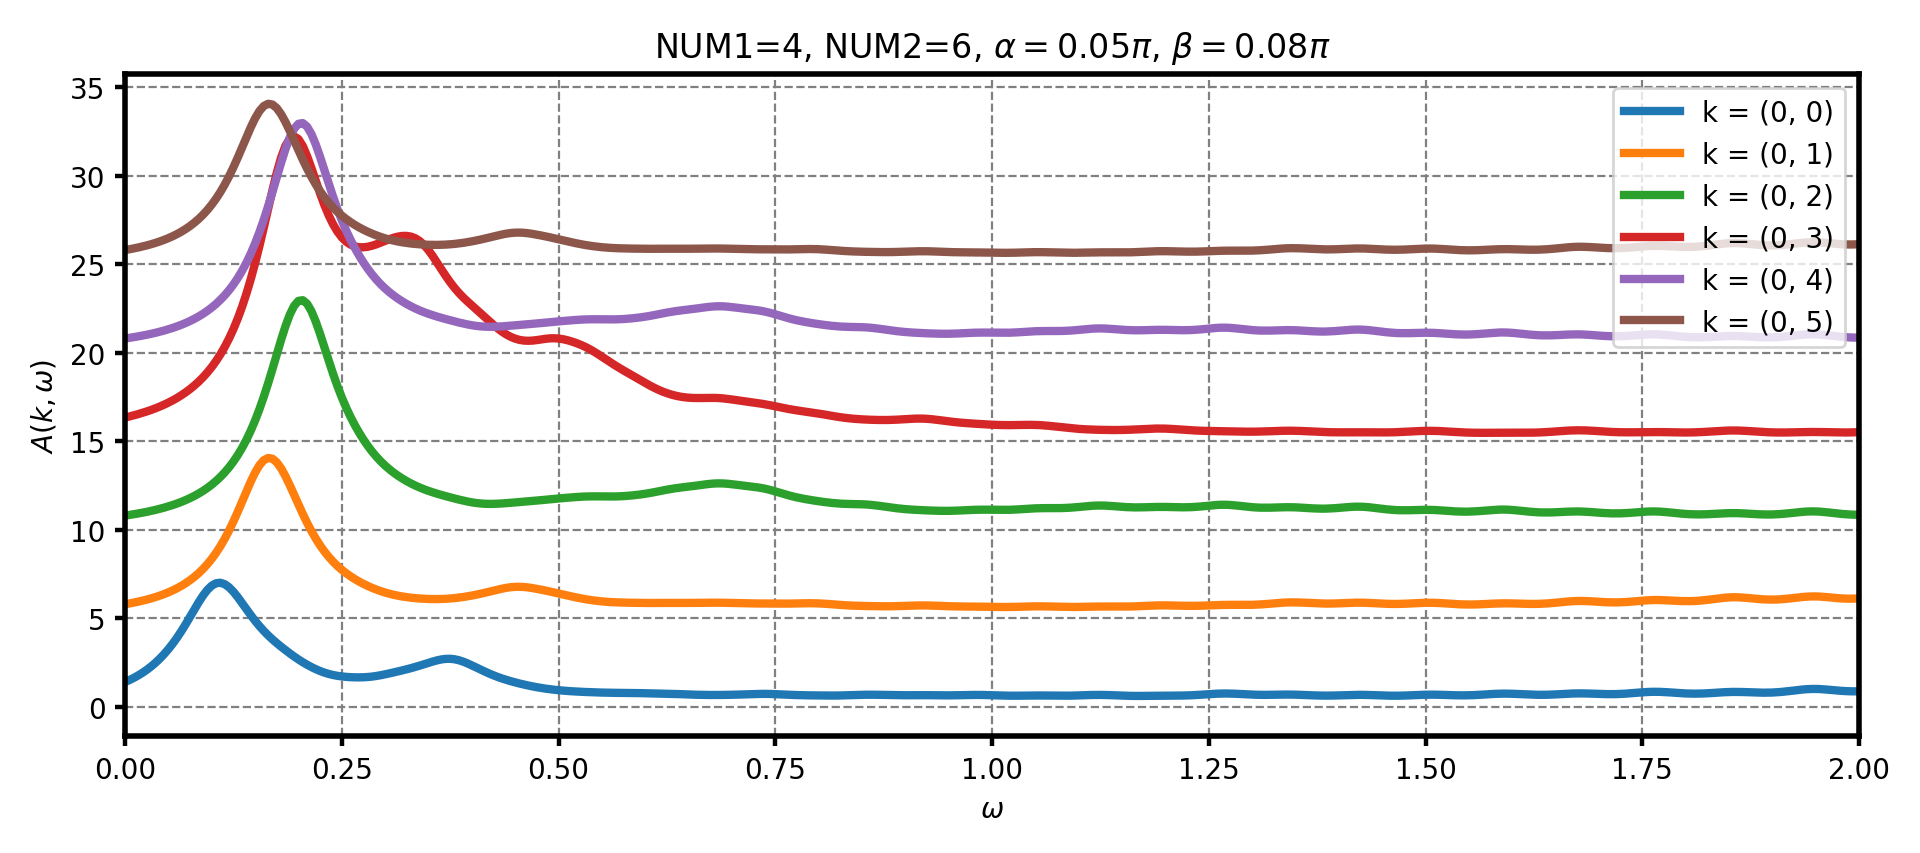 NUM1=4, NUM2=6, α = 0.05π, β = 0.08π
A(k, ω)
35
30
25
20
15
10
5
0
k = (0, 0)
k = (0, 1)
k = (0, 2)
k = (0, 3)
k = (0, 4)
k = (0, 5)
0.00 0.25 0.50 0.75 1.00 1.25 1.50 1.75 2.00
ω